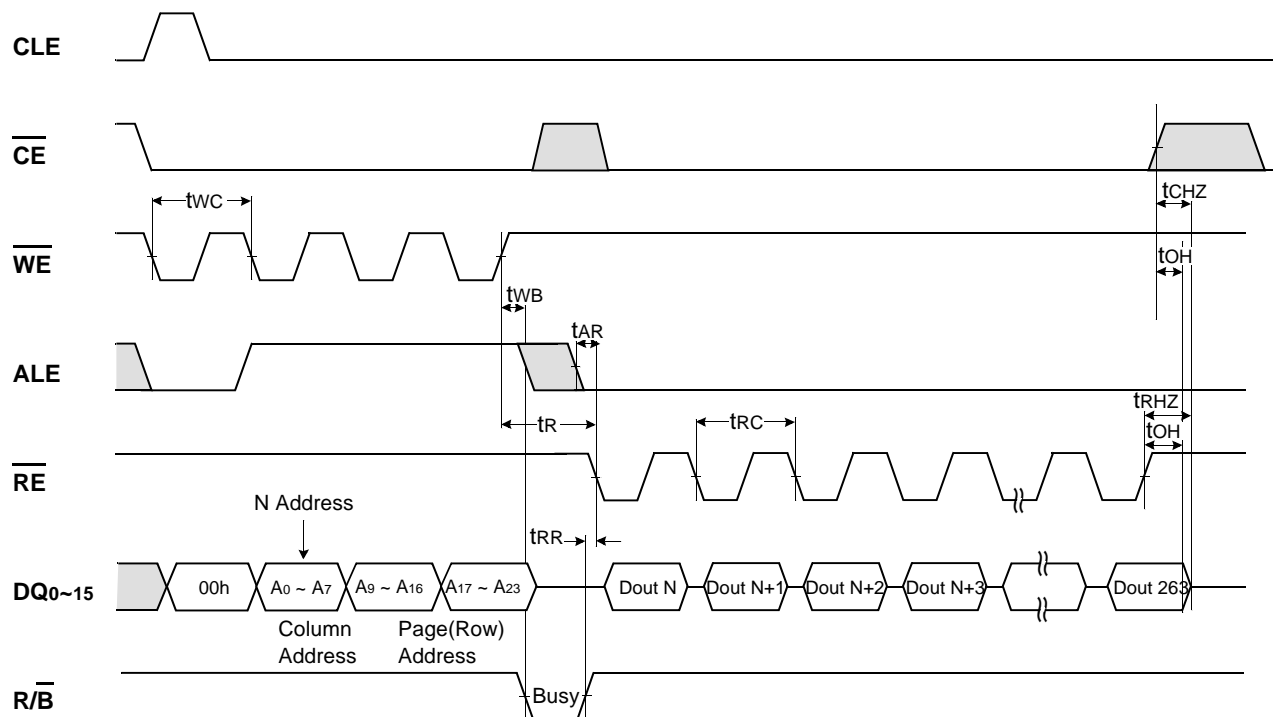 CLE
CE
tCHZ
tWC
WE
tOH
tWB
tAR
ALE
tRHZ
tR
tRC
tOH
RE
N Address
tRR
DQ0~15
00h
A0 ~ A7
A9 ~ A16
A17 ~ A23
Dout N
Dout N+1
Dout N+2
Dout N+3
Dout 263
Column
Address
Page(Row)
Address
R/B
Busy